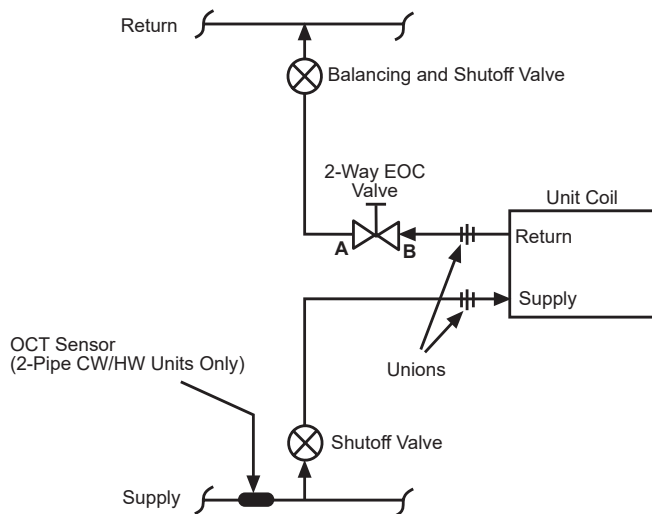 Return
Balancing and Shutoff Valve
2-Way EOC
Valve
Unit Coil
A
B
Return
Supply
OCT Sensor
(2-Pipe CW/HW Units Only)
Unions
Shutoff Valve
Supply